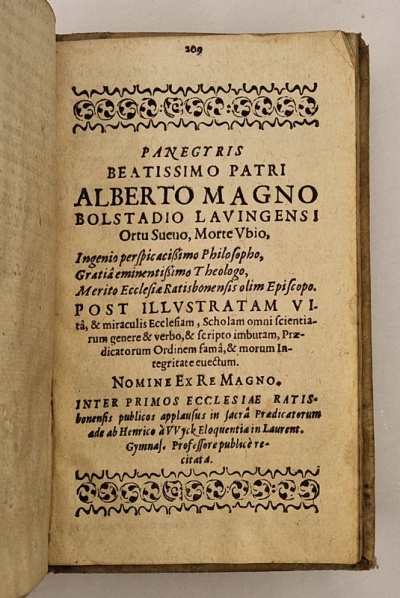 209
PANEGYRIS
BEATISSIMO PATRI
ALBERTO MAGNO
BOLSTADIO LAVINGENSI
Ortu Sueuo, Morte Vbio,
Ingenio perſpicacißimo Philoſopho,
Gratiâ eminentißimo Theologo,
Merito Eccleſiæ Ratisbonenſis olim Epiſcopo.
POST ILLVSTRATAM VI-
tâ, & miraculis Eccleſiam, Scholam omni ſcientia-
rum genere & verbo, & ſcripto imbutam, Præ-
dicatorum Ordinem famâ, & morum In-
tegritate euectum.
NOMINE EX RE MAGNO.
INTER PRIMOS ECCLESIAE RATIS-
bonenſis publicos applauſus in ſacrâ Prædicatorum
æde ab Henrico à VVyck Eloquentiæ in Laurent.
Gymnaſ. Profeſſore publicè re-
citata.